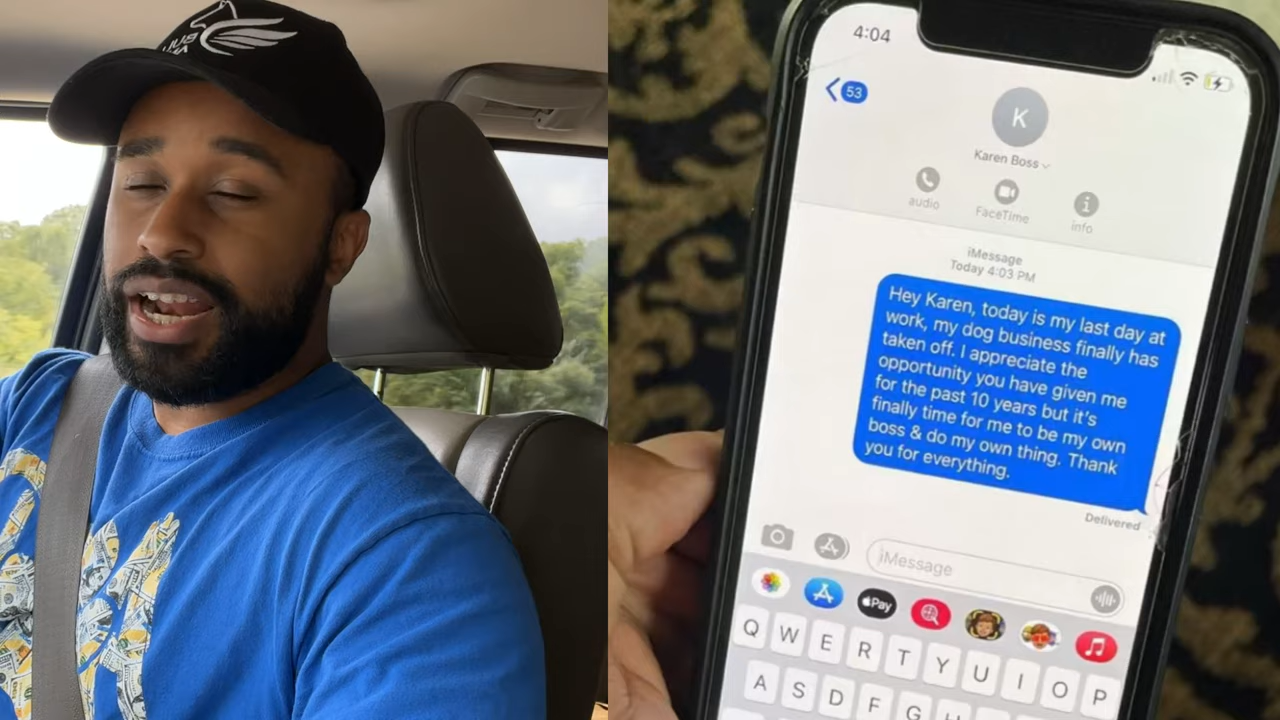 4:04
53
K
Karen Boss
audio
FaceTime
info
iMessage
Today 4:03 PM
Hey Karen, today is my last day at
work, my dog business finally has
taken off. I appreciate the
opportunity you have given me
for the past 10 years but it's
finally time for me to be my own
boss & do my own thing. Thank
you for everything.
Delivered
iMessage
Pay
Q W E R T Y U I O P
A S D F G